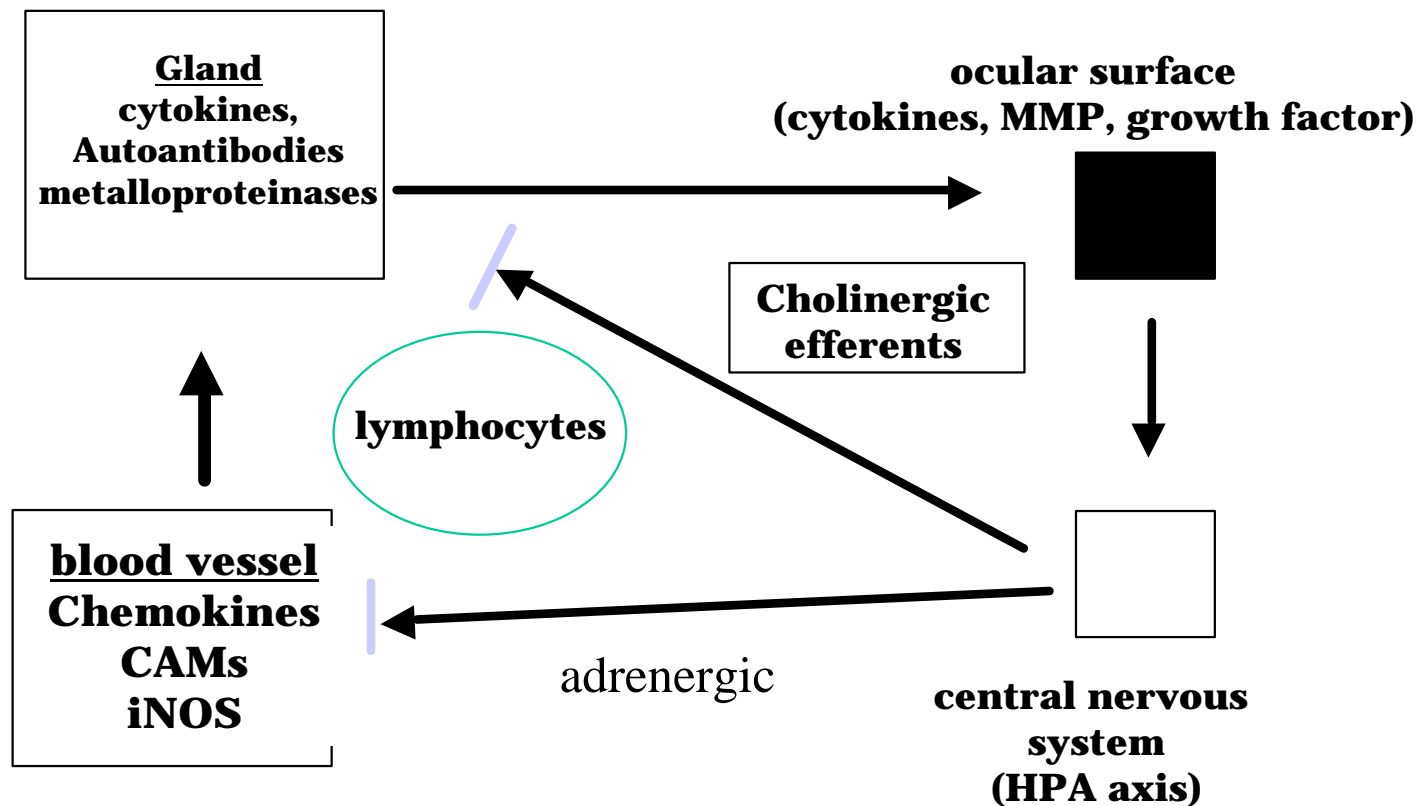 Gland
cytokines,
Autoantibodies
metalloproteinases
ocular surface
(cytokines, MMP, growth factor)
Cholinergic
efferents
lymphocytes
blood vessel
Chemokines
CAMs
iNOS
adrenergic
central nervous
system
(HPA axis)